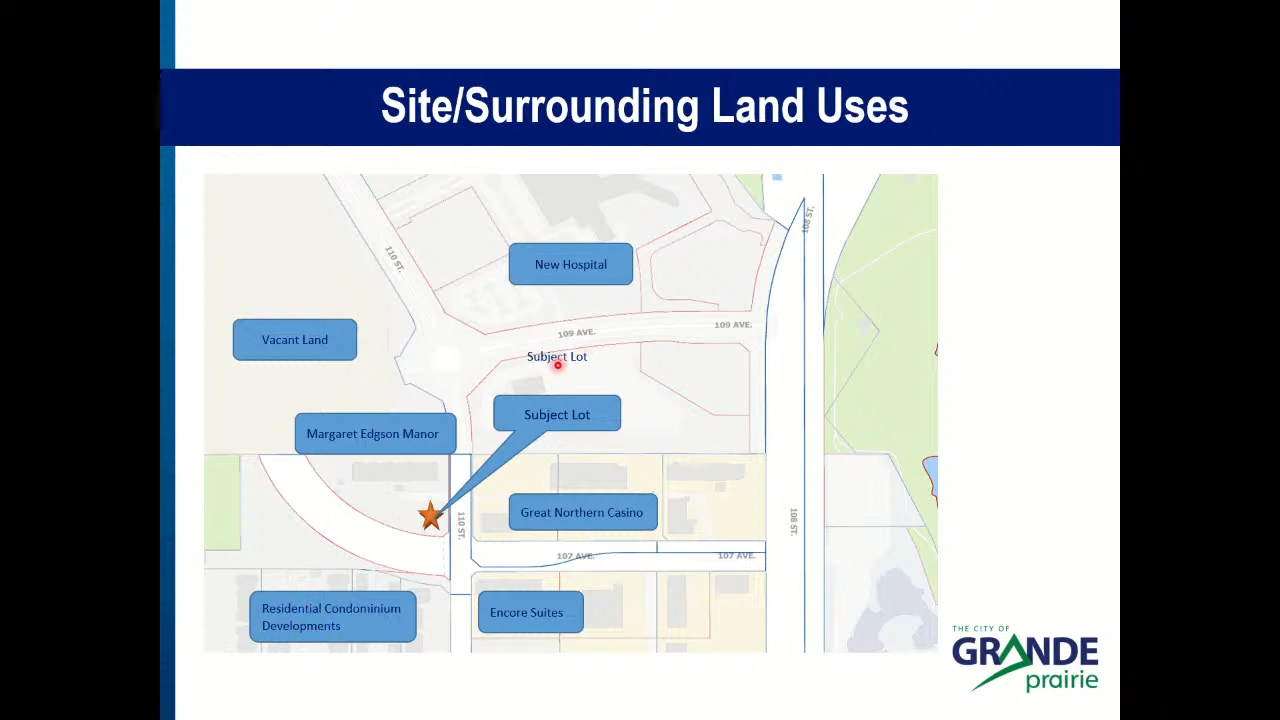 Site/Surrounding Land Uses
108 ST.
110 ST.
New Hospital
109 AVE.
109 AVE.
Vacant Land
Subject Lot
Subject Lot
Margaret Edgson Manor
Great Northern Casino
110 ST.
108 ST.
107 AVE.
107 AVE.
Residential Condominium
Developments
Encore Suites
THE CITY OF
GRANDE
prairie